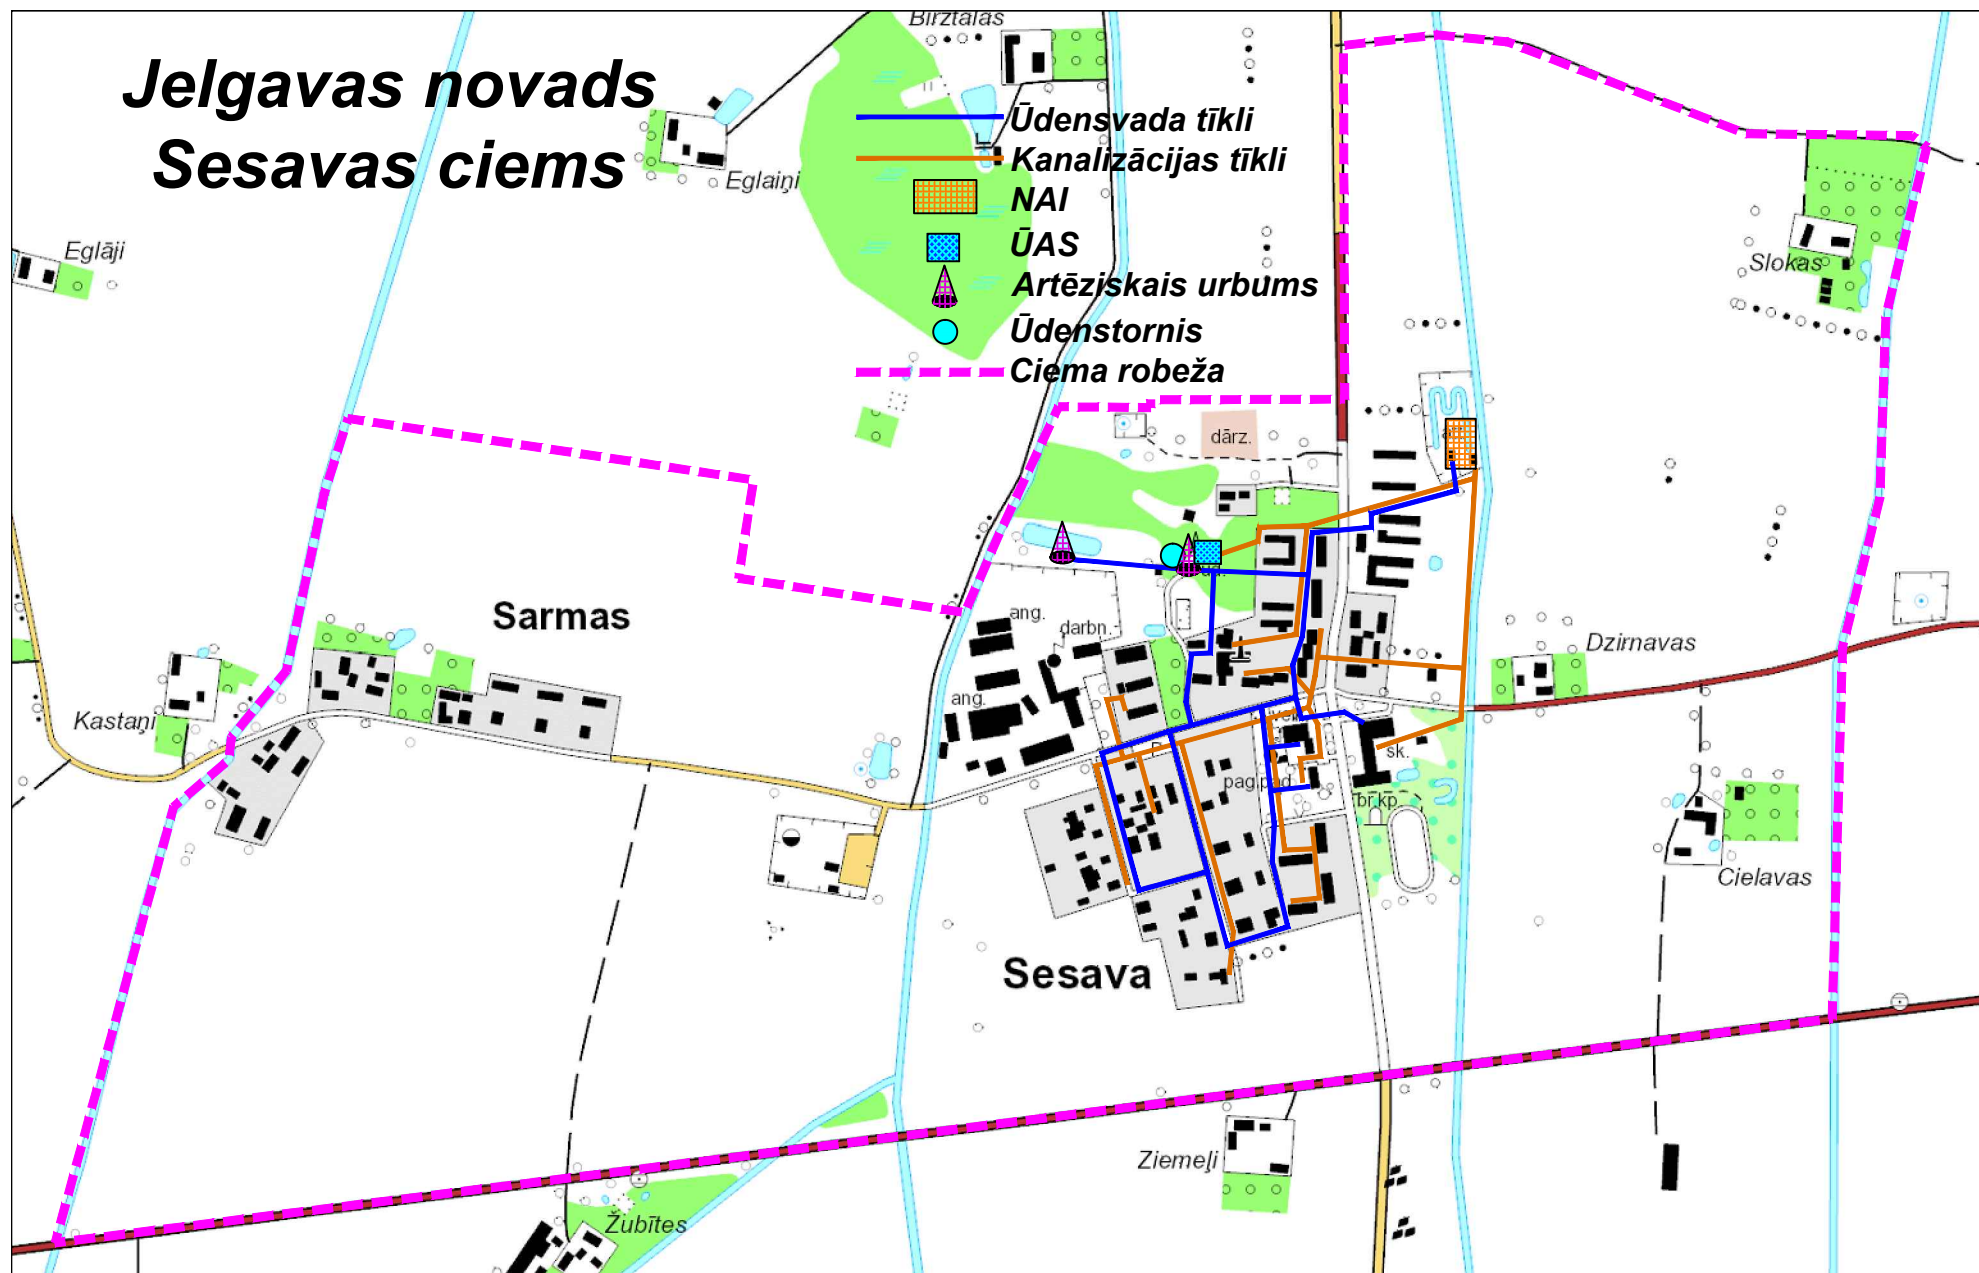 Birztalas
Jelgavas novads
Sesavas ciems
Eglaiņi
Eglāji
Ūdensvada tīkli
Kanalizācijas tīkli
NAI
ŪAS
Artēziskais urbums
Ūdenstornis
Ciema robeža
Slokas
dārz.
Sarmas
ang.
darbn.
Dzirnavas
Kastaņi
ang.
sk.
pag.pad.
br.kp.
Cielavas
Sesava
Ziemeļi
Žubītes